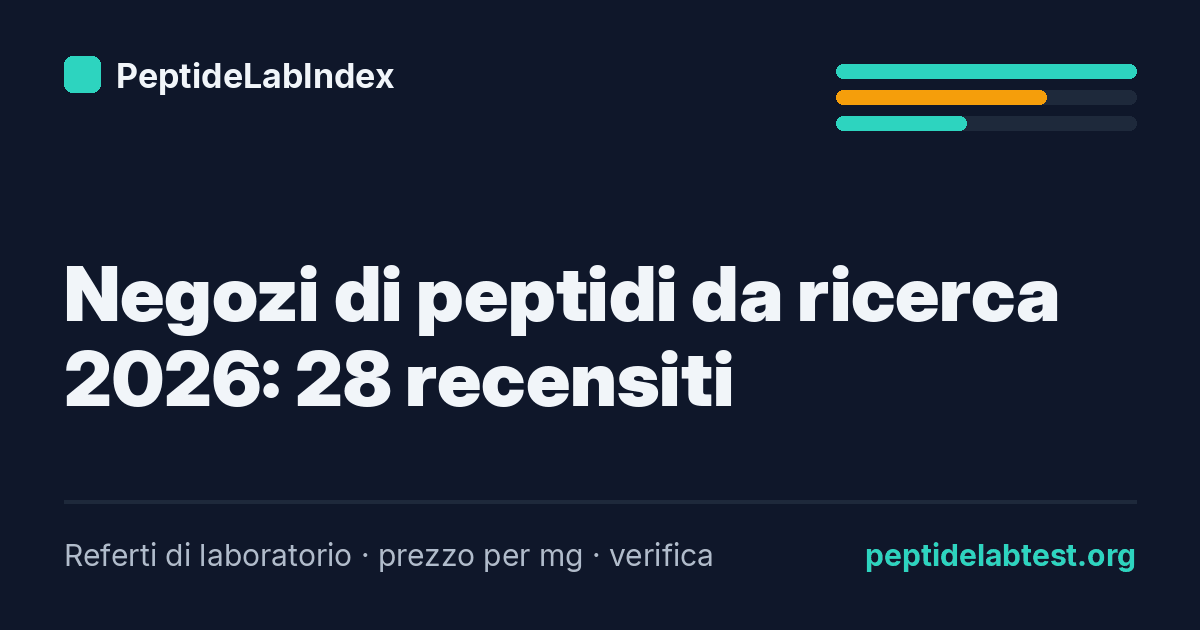 PeptideLabIndex
Negozi di peptidi da ricerca
2026: 28 recensiti
Referti di laboratorio · prezzo per mg · verifica
peptidelabtest.org